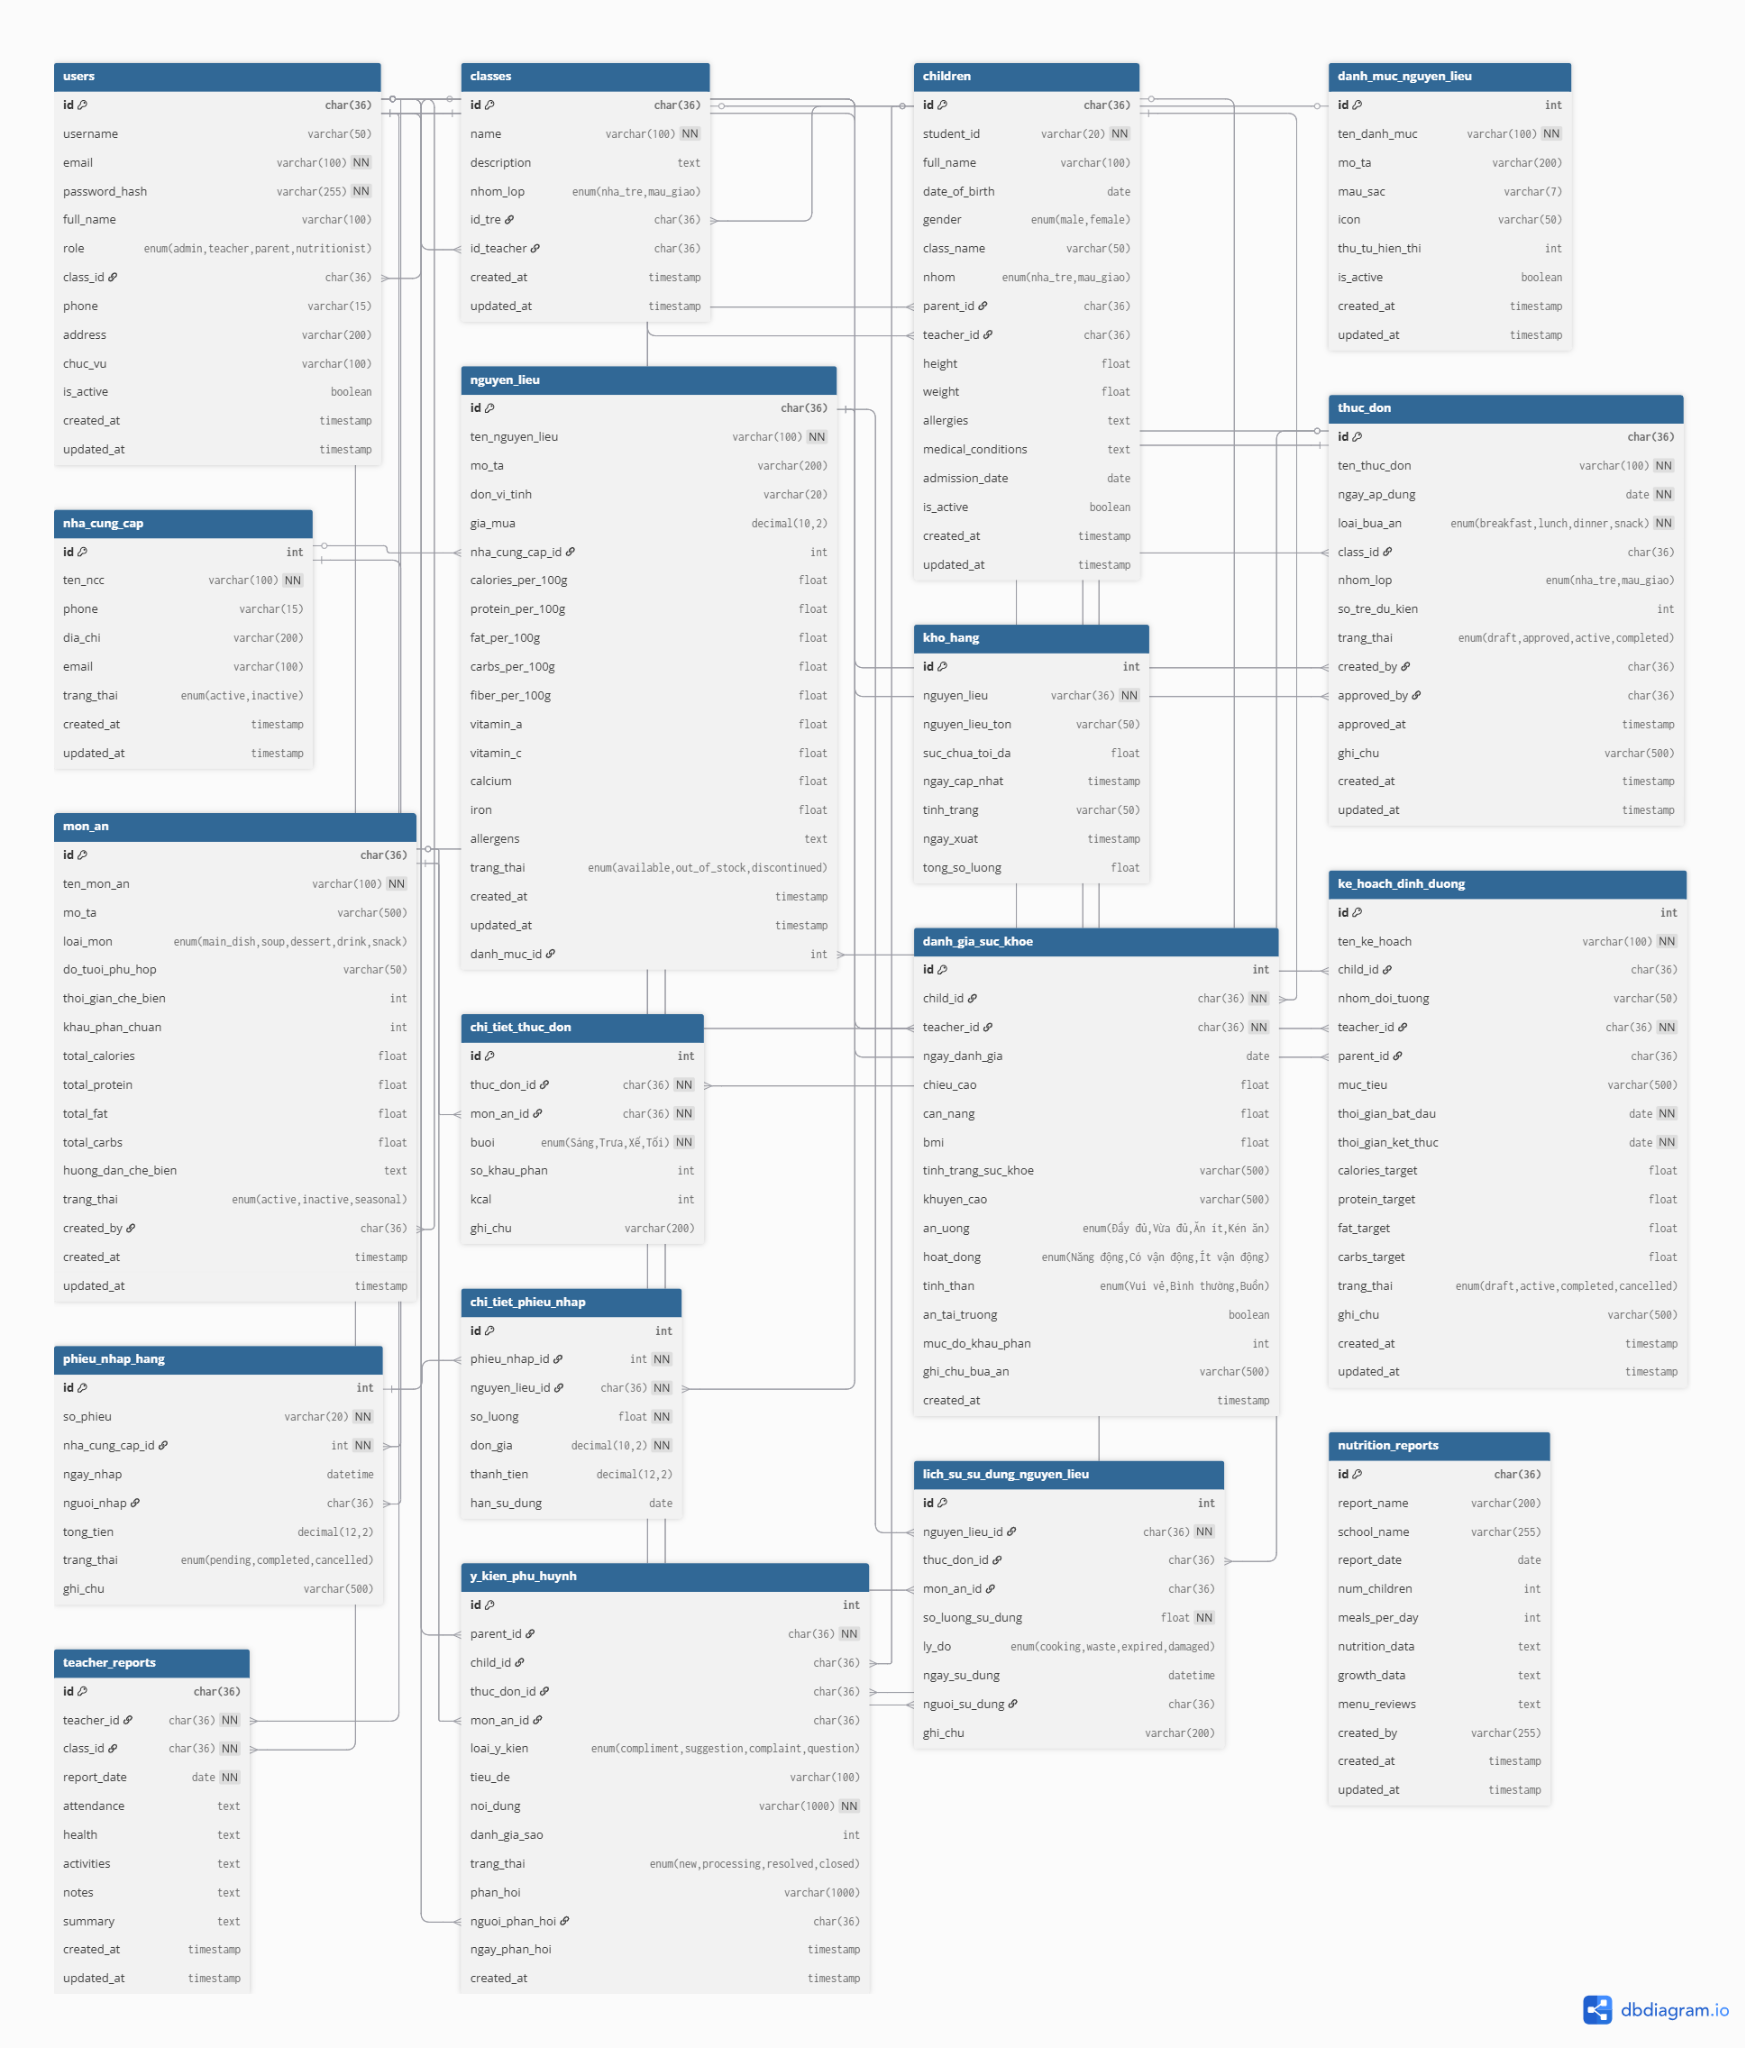 users
id char(36)
username varchar(50)
email varchar(100) NN
password_hash varchar(255) NN
full_name varchar(100)
role enum(admin,teacher,parent,nutritionist)
class_id char(36)
phone varchar(15)
address varchar(200)
chuc_vu varchar(100)
is_active boolean
created_at timestamp
updated_at timestamp
nha_cung_cap
id int
ten_ncc varchar(100) NN
phone varchar(15)
dia_chi varchar(200)
email varchar(100)
trang_thai enum(active,inactive)
created_at timestamp
updated_at timestamp
mon_an
id char(36)
ten_mon_an varchar(100) NN
mo_ta varchar(500)
loai_mon enum(main_dish,soup,dessert,drink,snack)
do_tuoi_phu_hop varchar(50)
thoi_gian_che_bien int
khau_phan_chuan int
total_calories float
total_protein float
total_fat float
total_carbs float
huong_dan_che_bien text
trang_thai enum(active,inactive,seasonal)
created_by char(36)
created_at timestamp
updated_at timestamp
phieu_nhap_hang
id int
so_phieu varchar(20) NN
nha_cung_cap_id int NN
ngay_nhap datetime
nguoi_nhap char(36)
tong_tien decimal(12,2)
trang_thai enum(pending,completed,cancelled)
ghi_chu varchar(500)
teacher_reports
id char(36)
teacher_id char(36) NN
class_id char(36) NN
report_date date NN
attendance text
health text
activities text
notes text
summary text
created_at timestamp
updated_at timestamp
classes
id char(36)
name varchar(100) NN
description text
nhom_lop enum(nha_tre,mau_giao)
id_tre char(36)
id_teacher char(36)
created_at timestamp
updated_at timestamp
nguyen_lieu
id char(36)
ten_nguyen_lieu varchar(100) NN
mo_ta varchar(200)
don_vi_tinh varchar(20)
gia_mua decimal(10,2)
nha_cung_cap_id int
calories_per_100g float
protein_per_100g float
fat_per_100g float
carbs_per_100g float
fiber_per_100g float
vitamin_a float
vitamin_c float
calcium float
iron float
allergens text
trang_thai enum(available,out_of_stock,discontinued)
created_at timestamp
updated_at timestamp
danh_muc_id int
chi_tiet_thuc_don
id int
thuc_don_id char(36) NN
mon_an_id char(36) NN
buoi enum(Sáng,Trưa,Xế,Tối) NN
so_khau_phan int
kcal int
ghi_chu varchar(200)
chi_tiet_phieu_nhap
id int
phieu_nhap_id int NN
nguyen_lieu_id char(36) NN
so_luong float NN
don_gia decimal(10,2) NN
thanh_tien decimal(12,2)
han_su_dung date
y_kien_phu_huynh
id int
parent_id char(36) NN
child_id char(36)
thuc_don_id char(36)
mon_an_id char(36)
loai_y_kien enum(compliment,suggestion,complaint,question)
tieu_de varchar(100)
noi_dung varchar(1000) NN
danh_gia_sao int
trang_thai enum(new,processing,resolved,closed)
phan_hoi varchar(1000)
nguoi_phan_hoi char(36)
ngay_phan_hoi timestamp
created_at timestamp
children
id char(36)
student_id varchar(20) NN
full_name varchar(100)
date_of_birth date
gender enum(male,female)
class_name varchar(50)
nhom enum(nha_tre,mau_giao)
parent_id char(36)
teacher_id char(36)
height float
weight float
allergies text
medical_conditions text
admission_date date
is_active boolean
created_at timestamp
updated_at timestamp
kho_hang
id int
nguyen_lieu varchar(36) NN
nguyen_lieu_ton varchar(50)
suc_chua_toi_da float
ngay_cap_nhat timestamp
tinh_trang varchar(50)
ngay_xuat timestamp
tong_so_luong float
danh_gia_suc_khoe
id int
child_id char(36) NN
teacher_id char(36) NN
ngay_danh_gia date
chieu_cao float
can_nang float
bmi float
tinh_trang_suc_khoe varchar(500)
khuyen_cao varchar(500)
an_uong enum(Đầy đủ,Vừa đủ,Ăn ít,Kén ăn)
hoat_dong enum(Năng động,Có vận động,Ít vận động)
tinh_than enum(Vui vẻ,Bình thường,Buồn)
an_tai_truong boolean
muc_do_khau_phan int
ghi_chu_bua_an varchar(500)
created_at timestamp
lich_su_su_dung_nguyen_lieu
id int
nguyen_lieu_id char(36) NN
thuc_don_id char(36)
mon_an_id char(36)
so_luong_su_dung float NN
ly_do enum(cooking,waste,expired,damaged)
ngay_su_dung datetime
nguoi_su_dung char(36)
ghi_chu varchar(200)
danh_muc_nguyen_lieu
id int
ten_danh_muc varchar(100) NN
mo_ta varchar(200)
mau_sac varchar(7)
icon varchar(50)
thu_tu_hien_thi int
is_active boolean
created_at timestamp
updated_at timestamp
thuc_don
id char(36)
ten_thuc_don varchar(100) NN
ngay_ap_dung date NN
loai_bua_an enum(breakfast,lunch,dinner,snack) NN
class_id char(36)
nhom_lop enum(nha_tre,mau_giao)
so_tre_du_kien int
trang_thai enum(draft,approved,active,completed)
created_by char(36)
approved_by char(36)
approved_at timestamp
ghi_chu varchar(500)
created_at timestamp
updated_at timestamp
ke_hoach_dinh_duong
id int
ten_ke_hoach varchar(100) NN
child_id char(36)
nhom_doi_tuong varchar(50)
teacher_id char(36) NN
parent_id char(36)
muc_tieu varchar(500)
thoi_gian_bat_dau date NN
thoi_gian_ket_thuc date NN
calories_target float
protein_target float
fat_target float
carbs_target float
trang_thai enum(draft,active,completed,cancelled)
ghi_chu varchar(500)
created_at timestamp
updated_at timestamp
nutrition_reports
id char(36)
report_name varchar(200)
school_name varchar(255)
report_date date
num_children int
meals_per_day int
nutrition_data text
growth_data text
menu_reviews text
created_by varchar(255)
created_at timestamp
updated_at timestamp
dbdiagram.io